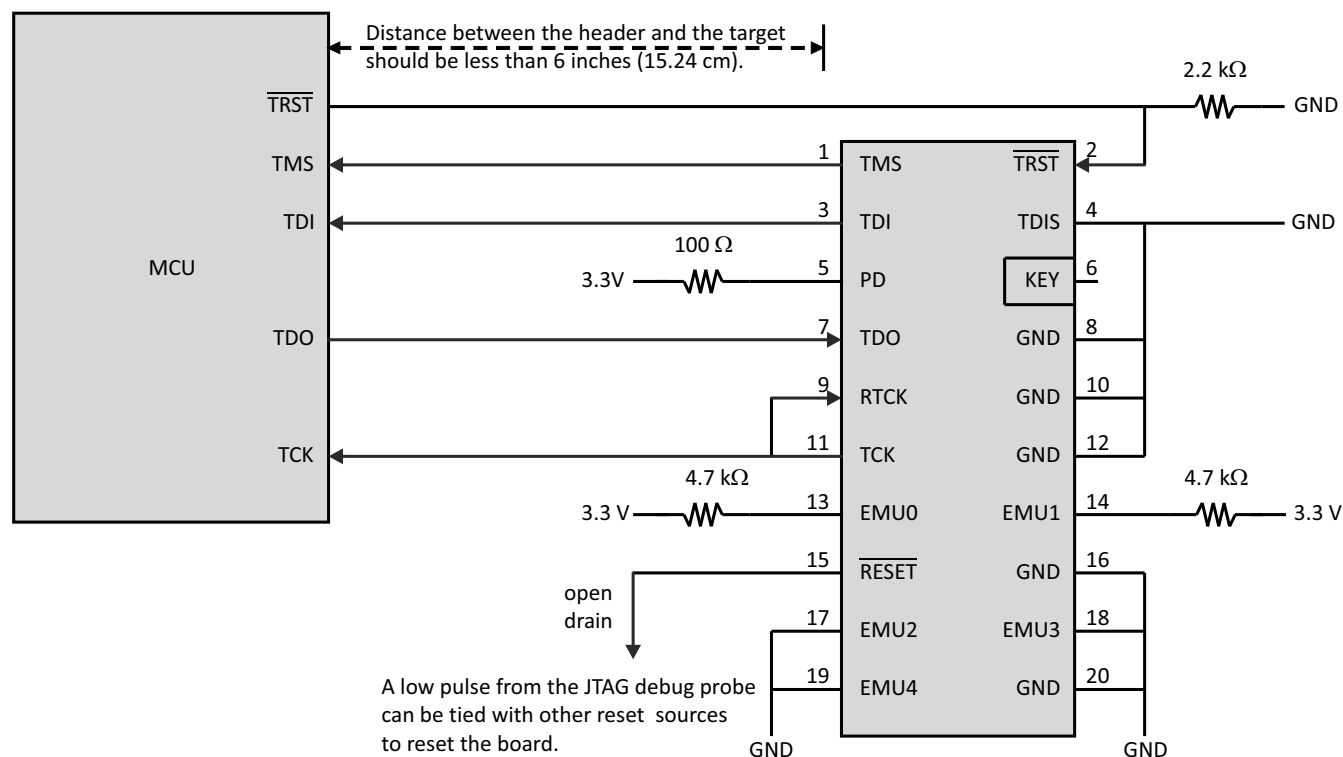 Distance between the header and the target
should be less than 6 inches (15.24 cm).
2.2 kΩ
TRST
GND
TMS
1
TMS
TRST
2
TDI
3
TDI
TDIS
4
GND
100 Ω
MCU
3.3V
5
PD
KEY
6
TDO
7
TDO
GND
8
9
RTCK
GND
10
TCK
11
TCK
GND
12
4.7 kΩ
4.7 kΩ
3.3 V
13
EMU0
EMU1
14
3.3 V
15
RESET
GND
16
open
drain
17
EMU2
EMU3
18
19
EMU4
GND
20
A low pulse from the JTAG debug probe
can be tied with other reset sources
to reset the board.
GND
GND